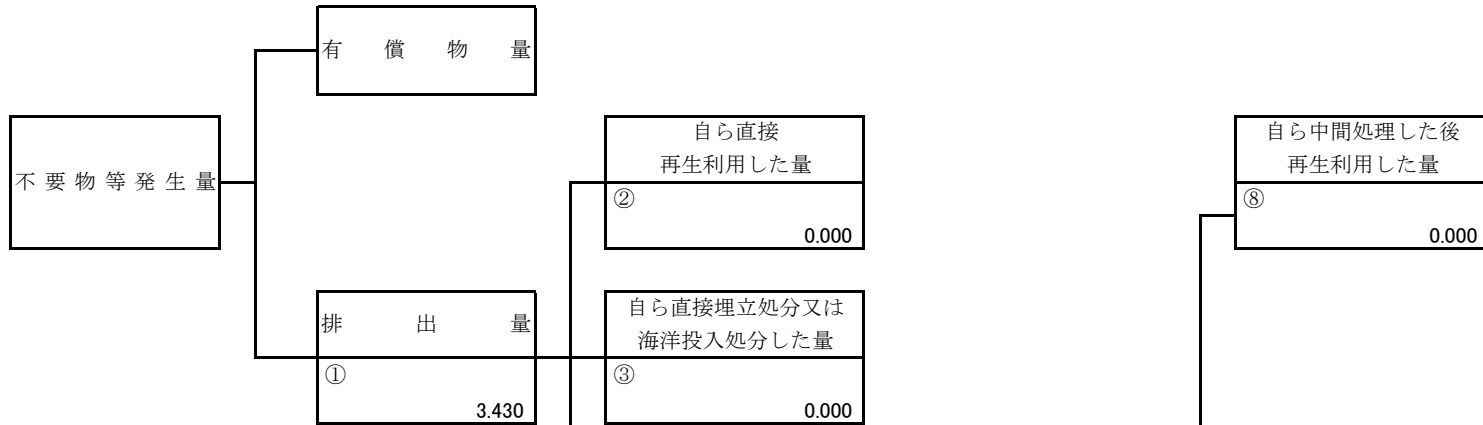 有償物量
自ら直接
再生利用した量
自ら中間処理した後
再生利用した量
不要物等発生量
②
0.000
⑧
0.000
排出量
自ら直接埋立処分又は
海洋投入処分した量
①
3.430
③
0.000